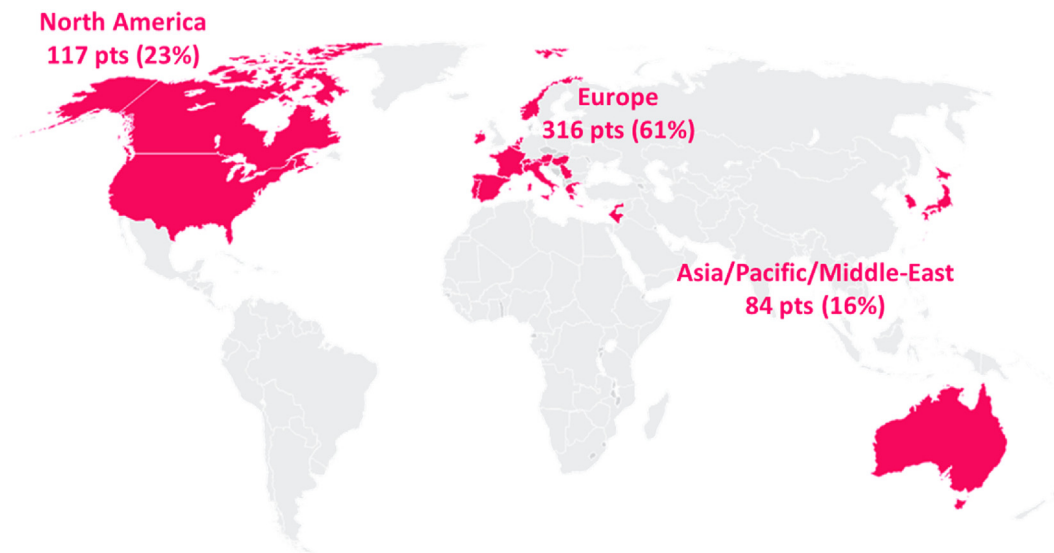 North America
117 pts (23%)
Europe
316 pts (61%)
Asia/Pacific/Middle-East
84 pts (16%)